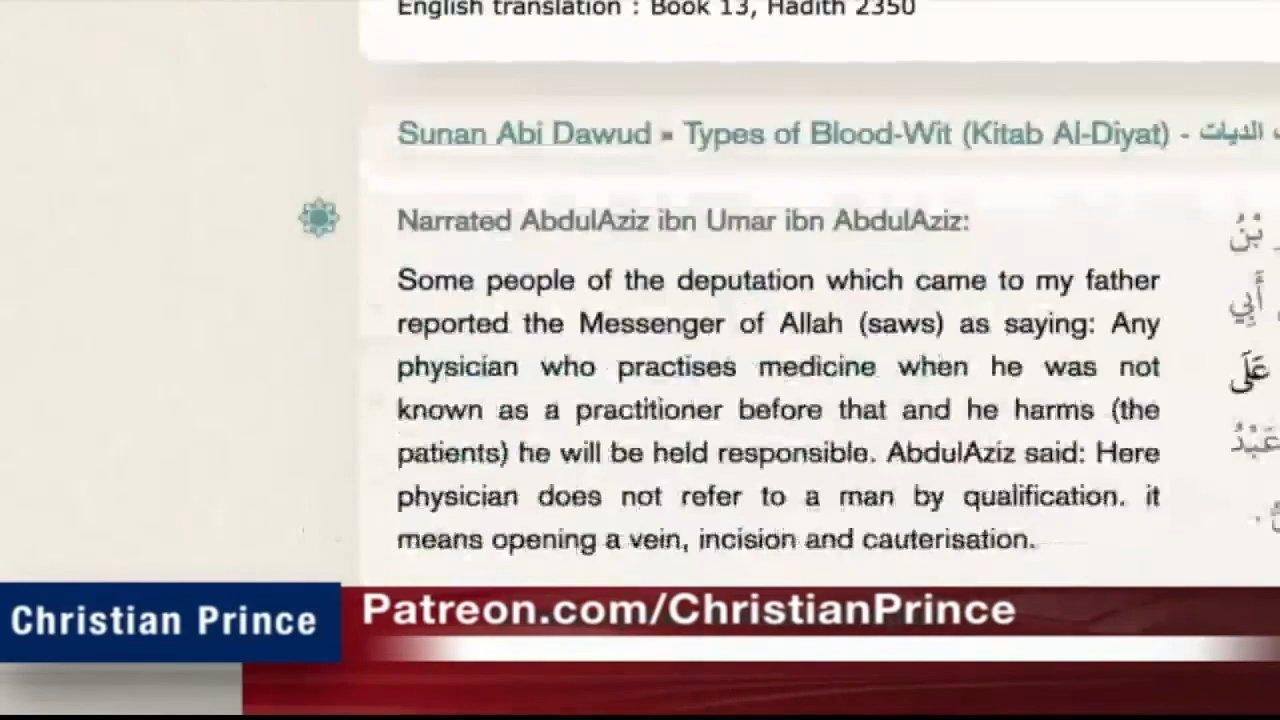 English translation : Book 13, Hadith 2350
Sunan Abi Dawud » Types of Blood-Wit (Kitab Al-Diyat) - الديات
Narrated AbdulAziz ibn Umar ibn AbdulAziz:
Some people of the deputation which came to my father
reported the Messenger of Allah (saws) as saying: Any
physician who practises medicine when he was not
عَلَى
known as a practitioner before that and he harms (the
patients) he will be held responsible. AbdulAziz said: Here
عَبْدُ
physician does not refer to a man by qualification. it
means opening a vein, incision and cauterisation.
Christian Prince
Patreon.com/ChristianPrince